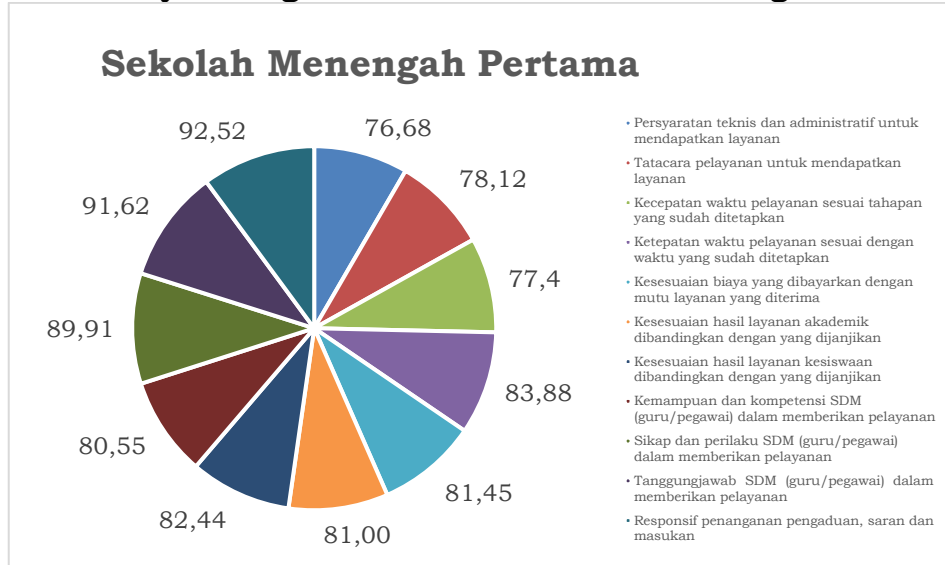 Sekolah Menengah Pertama
92,52
76,68
78,12
77,4
83,88
81,45
81,00
82,44
80,55
89,91
91,62
• Persyaratan teknis dan administratif untuk
mendapatkan layanan
• Tatacara pelayanan untuk mendapatkan
layanan
• Kecepatan waktu pelayanan sesuai tahapan
yang sudah ditetapkan
• Ketepatan waktu pelayanan sesuai dengan
waktu yang sudah ditetapkan
• Kesesuaian biaya yang dibayarkan dengan
mutu layanan yang diterima
• Kesesuaian hasil layanan akademik
dibandingkan dengan yang dijanjikan
• Kesesuaian hasil layanan kesiswaan
dibandingkan dengan yang dijanjikan
• Kemampuan dan kompetensi SDM
(guru/pegawai) dalam memberikan pelayanan
• Sikap dan perilaku SDM (guru/pegawai)
dalam memberikan pelayanan
• Tanggungjawab SDM (guru/pegawai) dalam
memberikan pelayanan
• Responsif penanganan pengaduan, saran dan
masukan